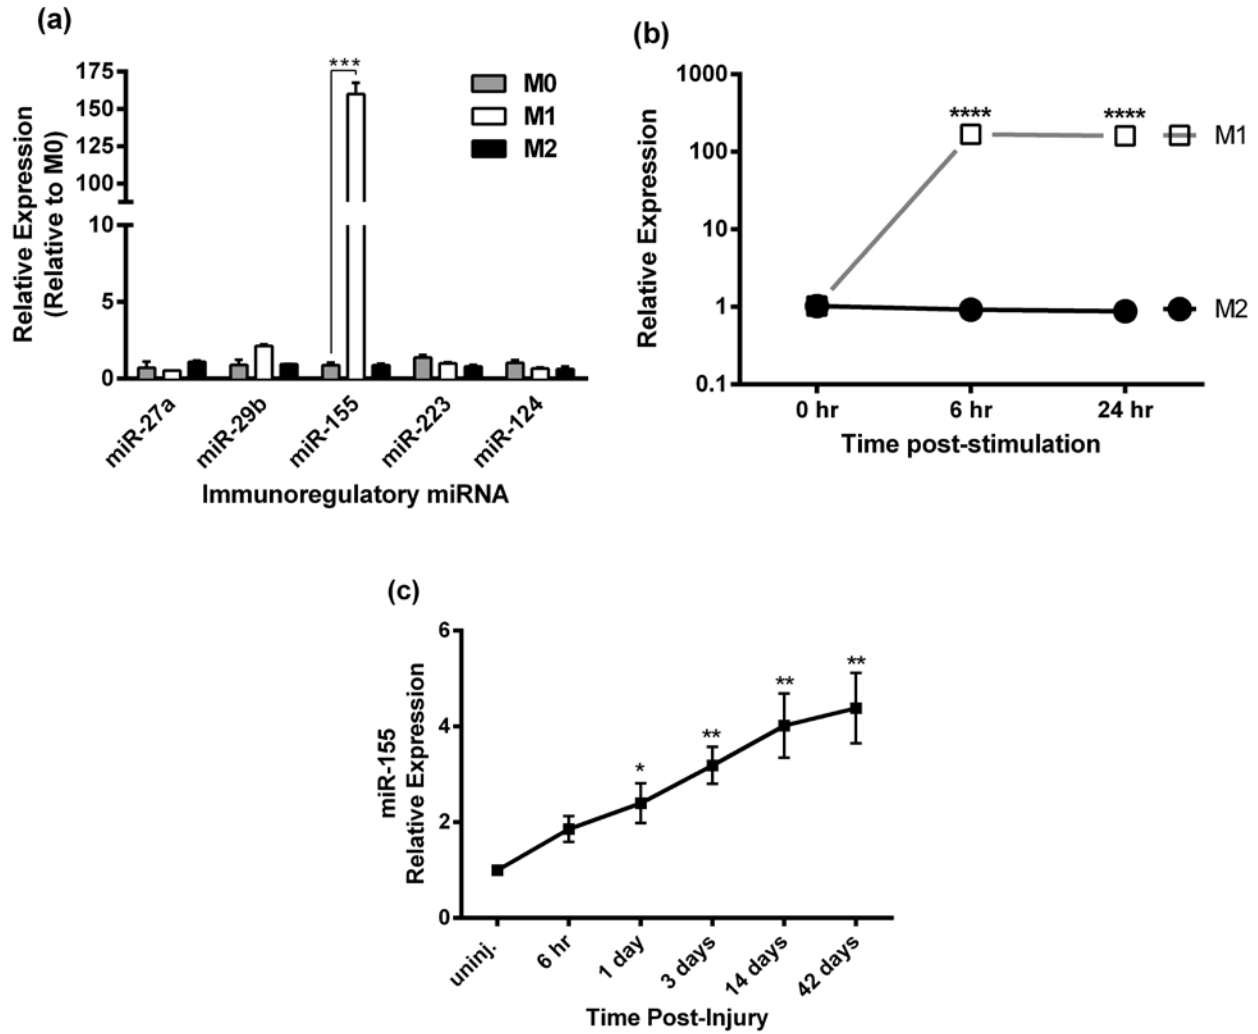 (a)
Relative Expression
(Relative to M0)
175
150
125
100
10
5
0
***
M0
M1
M2
miR-27a
miR-29b
miR-155
miR-223
miR-124
Immunoregulatory miRNA
(b)
Relative Expression
1000
100
10
1
0.1
****
****
M1
M2
0 hr
6 hr
24 hr
Time post-stimulation
(c)
miR-155
Relative Expression
6
4
2
0
*
**
**
**
uninj.
6 hr
1 day
3 days
14 days
42 days
Time Post-Injury